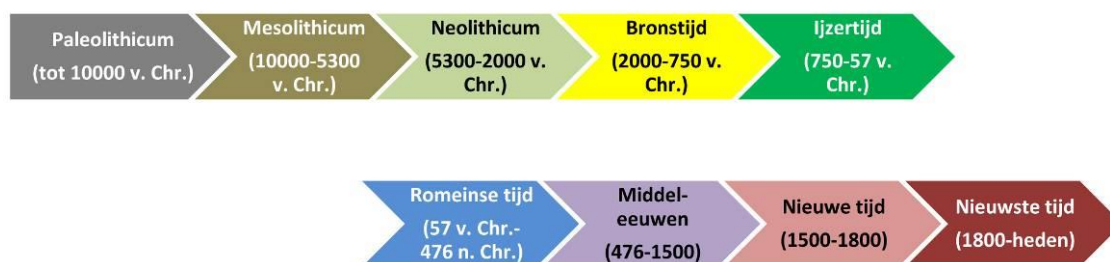 Paleolithicum
(tot 10000 v. Chr.)
Mesolithicum
(10000-5300
v. Chr.)
Neolithicum
(5300-2000 v.
Chr.)
Bronstijd
(2000-750 v.
Chr.)
Ijzertijd
(750-57 v.
Chr.)
Romeinse tijd
(57 v. Chr.-
476 n. Chr.)
Middel-
eeuwen
(476-1500)
Nieuwe tijd
(1500-1800)
Nieuwste tijd
(1800-heden)